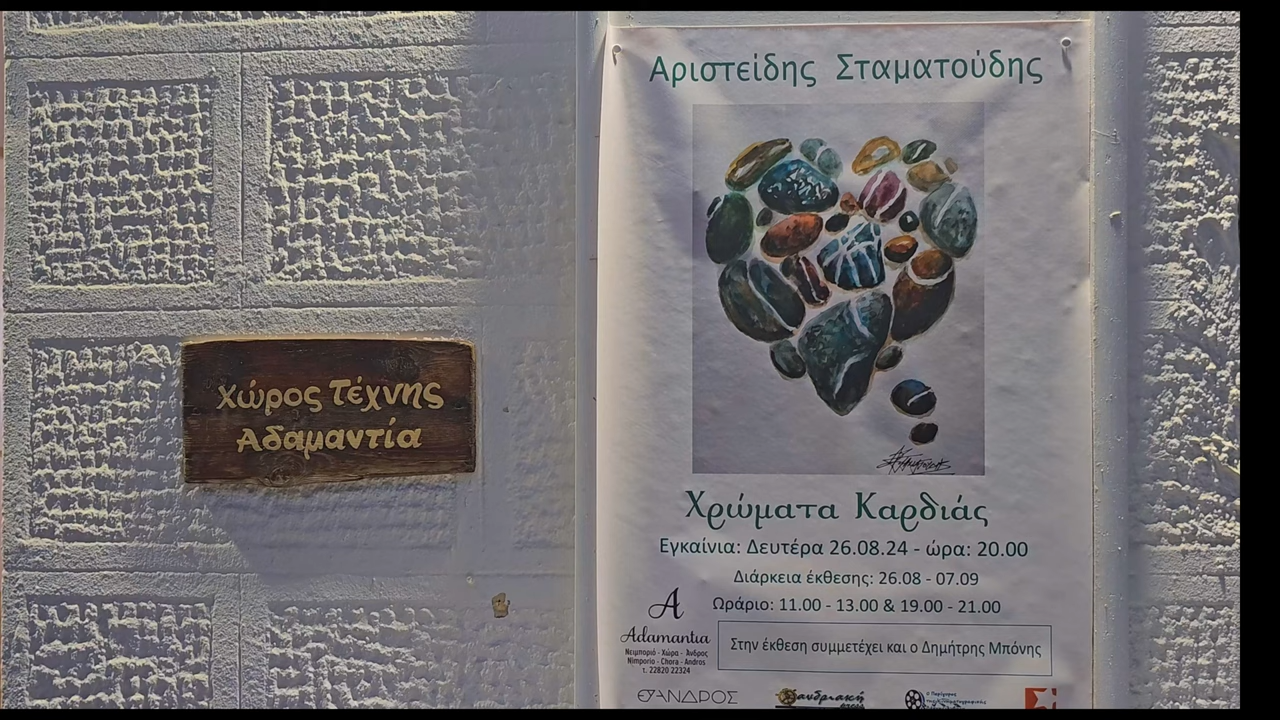 Χώρος Τέχνης
Αδαμαντία
Αριστείδης Σταματούδης
Χρώματα Καρδιάς
Εγκαίνια: Δευτέρα 26.08.24 - ώρα: 20.00
Διάρκεια έκθεσης: 26.08 - 07.09
Ωράριο: 11.00 - 13.00 & 19.00 - 21.00
A
Adamantia
Νειμποριό - Χώρα - Άνδρος
Nimporio - Chora - Andros
τ. 22820 22324
Στην έκθεση συμμετέχει και ο Δημήτρης Μπόνης
ΕΥΑΝΔΡΟΣ
ανδριακή
ο Περίχορος